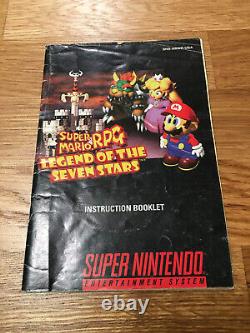 SUPER
MARIO RPG
LEGEND OF THE
SEVEN STARS
INSTRUCTION BOOKLET
SUPER NINTENDO
ENTERTAINMENT SYSTEM